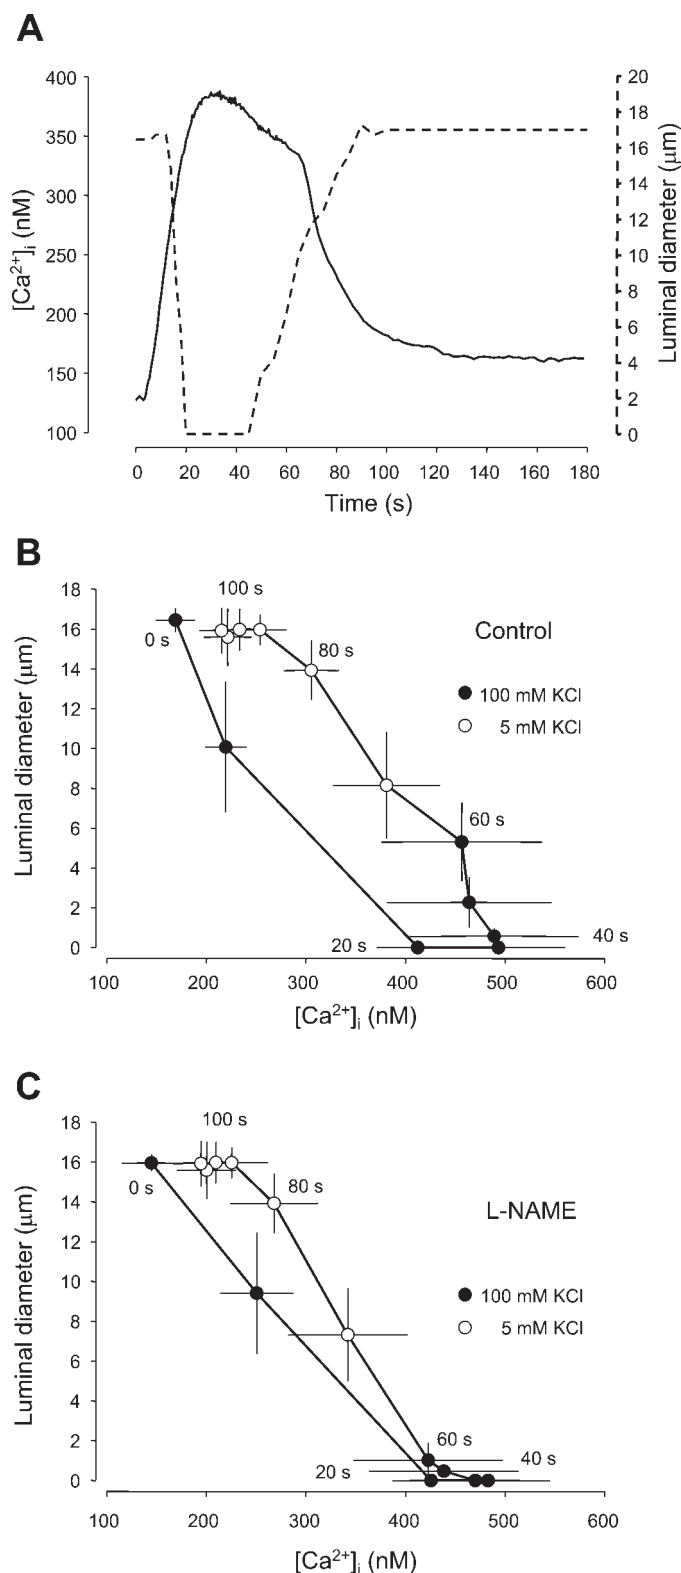 A
400
350
300
250
200
150
100
[Ca²⁺]ᵢ (nM)
20
18
16
14
12
10
8
6
4
2
0
Luminal diameter (μm)
0 20 40 60 80 100 120 140 160 180
Time (s)
B
18
16
14
12
10
8
6
4
2
0
Luminal diameter (μm)
100 s
0 s
80 s
60 s
20 s
40 s
Control
100 mM KCl
5 mM KCl
100 200 300 400 500 600
[Ca²⁺]ᵢ (nM)
C
18
16
14
12
10
8
6
4
2
0
Luminal diameter (μm)
100 s
0 s
80 s
60 s
20 s
40 s
L-NAME
100 mM KCl
5 mM KCl
100 200 300 400 500 600
[Ca²⁺]ᵢ (nM)